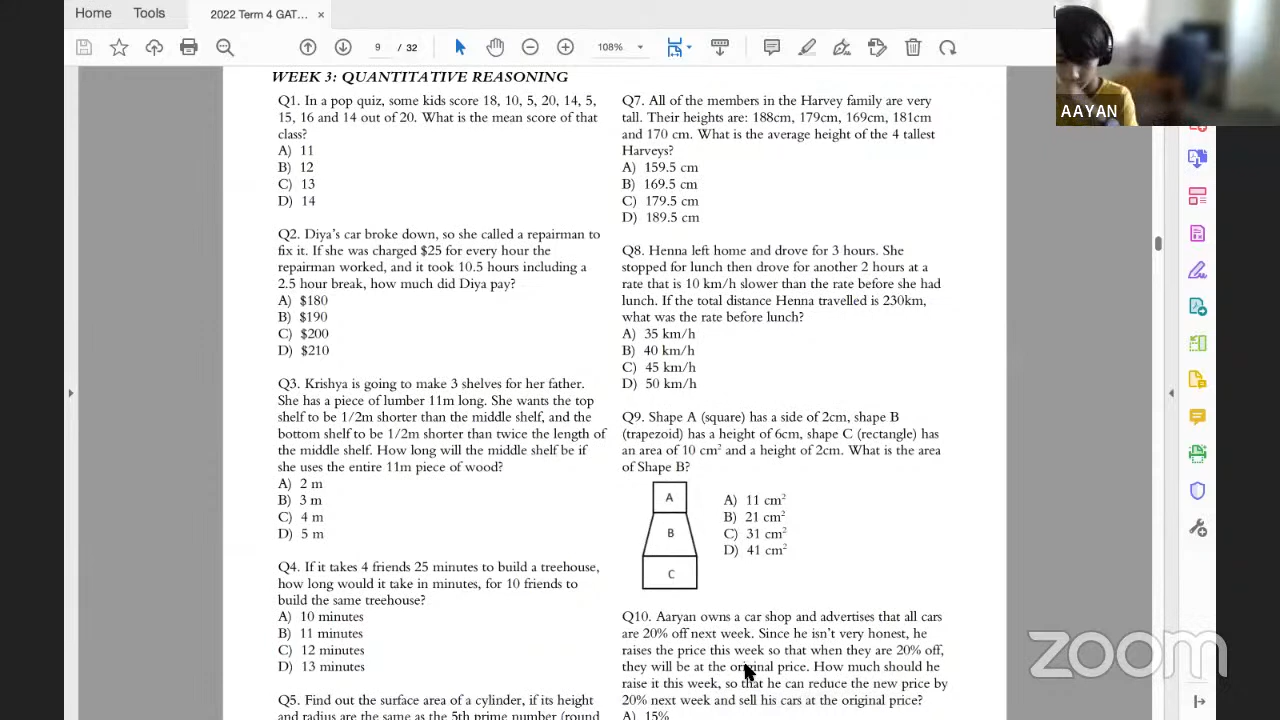 Home Tools 2022 Term 4 GAT... ×
9 / 32 108%
AAYAN
WEEK 3: QUANTITATIVE REASONING
Q1. In a pop quiz, some kids score 18, 10, 5, 20, 14, 5,
15, 16 and 14 out of 20. What is the mean score of that
class?
A) 11
B) 12
C) 13
D) 14
Q2. Diya's car broke down, so she called a repairman to
fix it. If she was charged $25 for every hour the
repairman worked, and it took 10.5 hours including a
2.5 hour break, how much did Diya pay?
A) $180
B) $190
C) $200
D) $210
Q3. Krishya is going to make 3 shelves for her father.
She has a piece of lumber 11m long. She wants the top
shelf to be 1/2m shorter than the middle shelf, and the
bottom shelf to be 1/2m shorter than twice the length of
the middle shelf. How long will the middle shelf be if
she uses the entire 11m piece of wood?
A) 2 m
B) 3 m
C) 4 m
D) 5 m
Q4. If it takes 4 friends 25 minutes to build a treehouse,
how long would it take in minutes, for 10 friends to
build the same treehouse?
A) 10 minutes
B) 11 minutes
C) 12 minutes
D) 13 minutes
Q5. Find out the surface area of a cylinder, if its height
and radius are the same as the 5th prime number (round
Q7. All of the members in the Harvey family are very
tall. Their heights are: 188cm, 179cm, 169cm, 181cm
and 170 cm. What is the average height of the 4 tallest
Harveys?
A) 159.5 cm
B) 169.5 cm
C) 179.5 cm
D) 189.5 cm
Q8. Henna left home and drove for 3 hours. She
stopped for lunch then drove for another 2 hours at a
rate that is 10 km/h slower than the rate before she had
lunch. If the total distance Henna travelled is 230km,
what was the rate before lunch?
A) 35 km/h
B) 40 km/h
C) 45 km/h
D) 50 km/h
Q9. Shape A (square) has a side of 2cm, shape B
(trapezoid) has a height of 6cm, shape C (rectangle) has
an area of 10 cm² and a height of 2cm. What is the area
of Shape B?
A
B
C
A) 11 cm²
B) 21 cm²
C) 31 cm²
D) 41 cm²
Q10. Aaryan owns a car shop and advertises that all cars
are 20% off next week. Since he isn't very honest, he
raises the price this week so that when they are 20% off,
they will be at the original price. How much should he
raise it this week, so that he can reduce the new price by
20% next week and sell his cars at the original price?
A) 15%
zoom